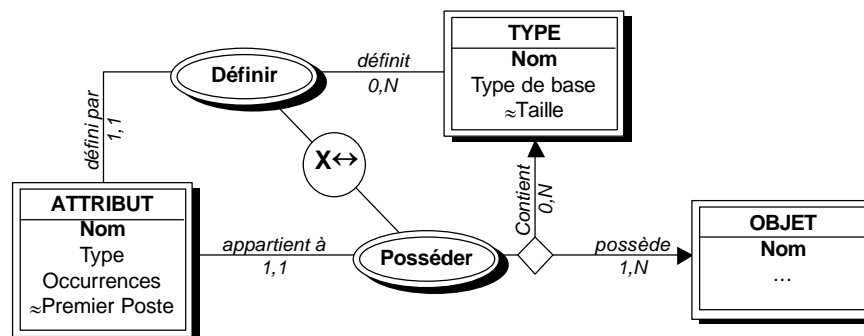 TYPE
Nom
Type de base
≈Taille
Définir
définit
0,N
défini par
1,1
X↔
Contient
0,N
ATTRIBUT
Nom
Type
Occurrences
≈Premier Poste
appartient à
1,1
Posséder
possède
1,N
OBJET
Nom
...